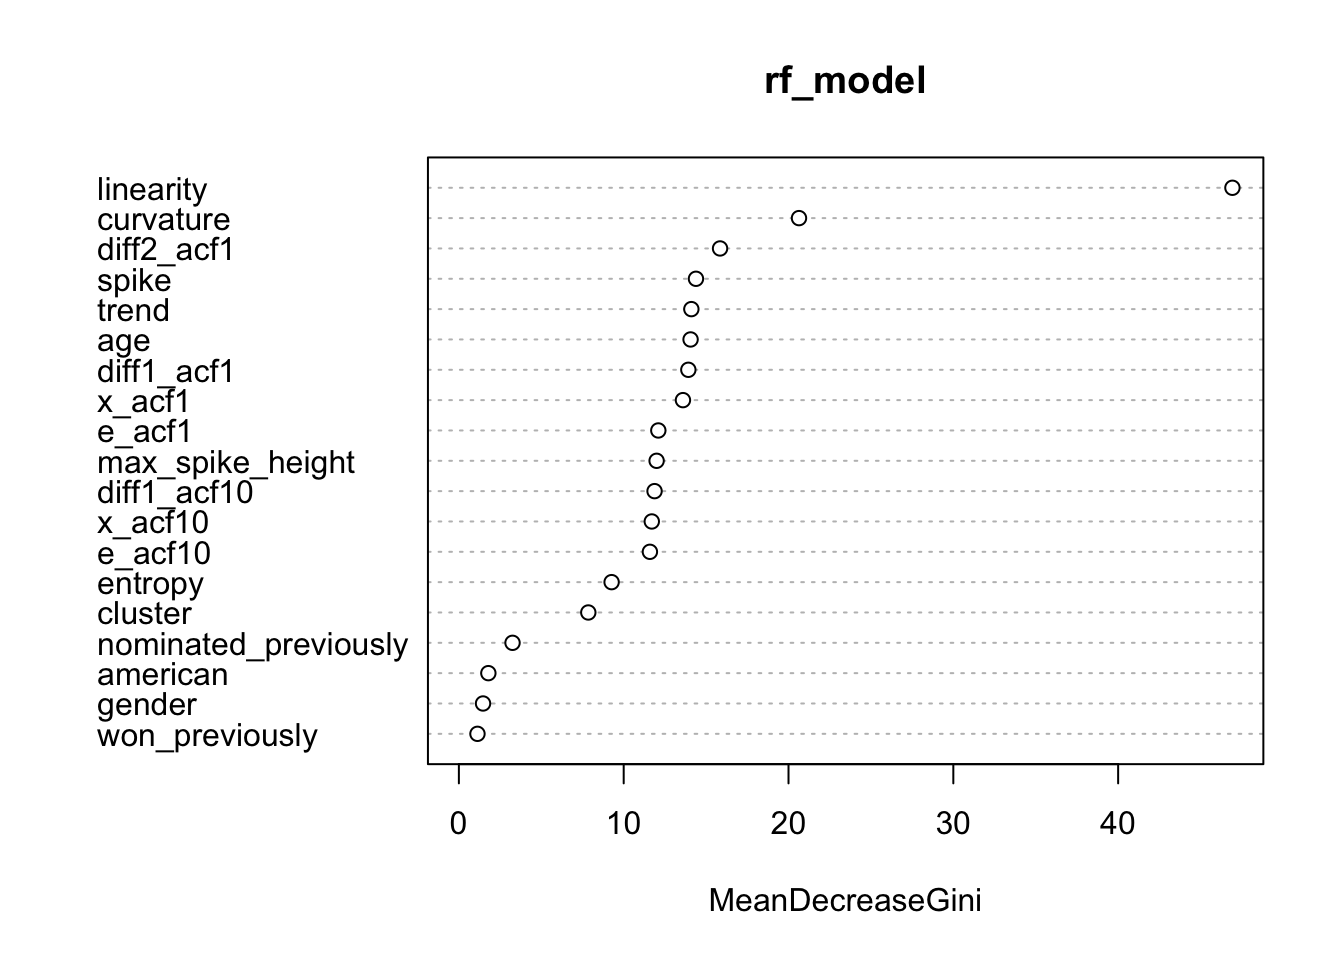 rf_model
linearity
curvature
diff2_acf1
spike
trend
age
diff1_acf1
x_acf1
e_acf1
max_spike_height
diff1_acf10
x_acf10
e_acf10
entropy
cluster
nominated_previously
american
gender
won_previously
0 10 20 30 40
MeanDecreaseGini